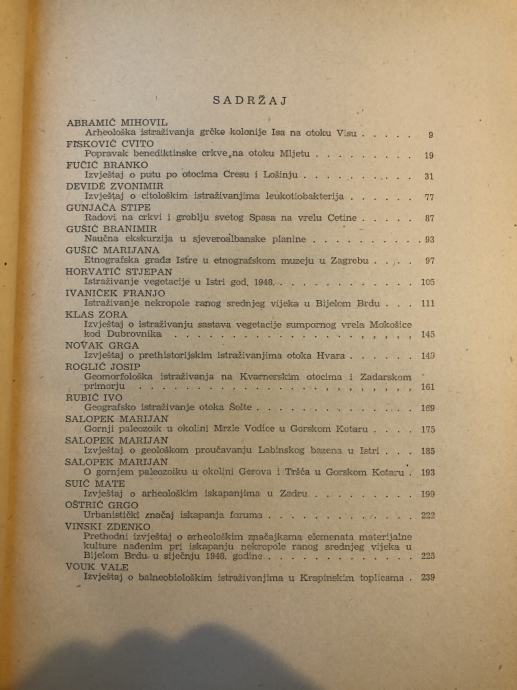 SADRŽAJ
ABRAMIĆ MIHOVIL
Arheološka istraživanja grčke kolonije Isa na otoku Visu . . . . . 9
FISKOVIĆ CVITO
Popravak benediktinske crkve na otoku Mljetu . . . . . . . 19
FUČIĆ BRANKO
Izvještaj o putu po otocima Cresu i Lošinju . . . . . . . . 31
DEVIDÉ ZVONIMIR
Izvještaj o citološkim istraživanjima leukotiobakterija . . . . . 77
GUNJAČA STIPE
Radovi na crkvi i groblju svetog Spasa na vrelu Cetine . . . . . 87
GUŠIĆ BRANIMIR
Naučna ekskurzija u sjeveroalbanske planine . . . . . . . . 93
GUŠIĆ MARIJANA
Etnografska građa Istre u etnografskom muzeju u Zagrebu . . . . 97
HORVATIĆ STJEPAN
Istraživanje vegetacije u Istri god. 1948. . . . . . . . . . . 105
IVANIČEK FRANJO
Istraživanje nekropole ranog srednjeg vijeka u Bijelom Brdu . . . 111
KLAS ZORA
Izvještaj o istraživanju sastava vegetacije sumpornog vrela Mokošice
kod Dubrovnika . . . . . . . . . . . . . . . . . 145
NOVAK GRGA
Izvještaj o prethistorijskim istraživanjima otoka Hvara . . . . . 149
ROGLIĆ JOSIP
Geomorfološka istraživanja na Kvarnerskim otocima i Zadarskom
primorju . . . . . . . . . . . . . . . . . . . 161
RUBIĆ IVO
Geografsko istraživanje otoka Šolte . . . . . . . . . . . 169
SALOPEK MARIJAN
Gornji paleozoik u okolini Mrzle Vodice u Gorskom Kotaru . . . . 175
SALOPEK MARIJAN
Izvještaj o geološkom proučavanju Labinskog bazena u Istri . . . 185
SALOPEK MARIJAN
O gornjem paleozoiku u okolini Gerova i Tršća u Gorskom Kotaru . 193
SUIĆ MATE
Izvještaj o arheološkim iskapanjima u Zadru . . . . . . . . 199
OŠTRIĆ GRGO
Urbanistički značaj iskapanja foruma . . . . . . . . . . 222
VINSKI ZDENKO
Prethodni izvještaj o arheološkim značajkama elemenata materijalne
kulture nađenim pri iskapanju nekropole ranog srednjeg vijeka u
Bijelom Brdu u siječnju 1948. godine . . . . . . . . . . . 225
VOUK VALE
Izvještaj o balneobiološkim istraživanjima u Krapinskim toplicama . 239